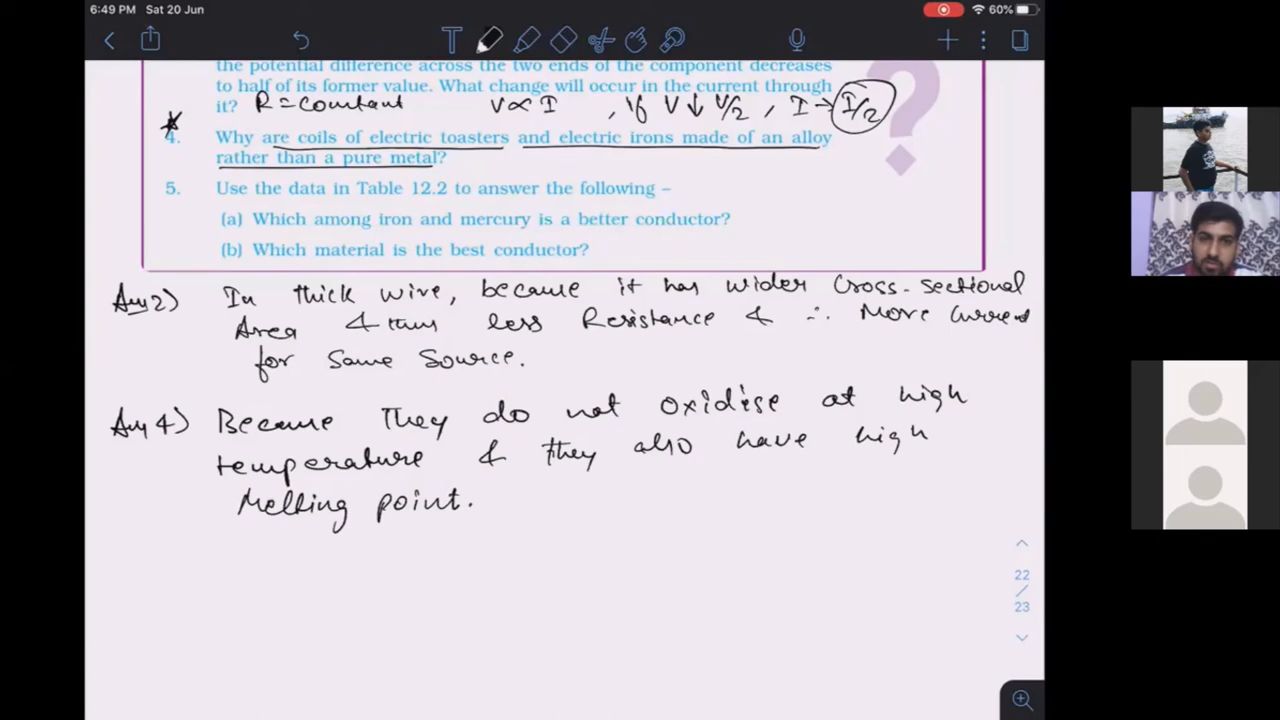 6:49 PM Sat 20 Jun 60%
the potential difference across the two ends of the component decreases
to half of its former value. What change will occur in the current through
it? R = constant V ∝ I , if V ↓ V/2 , I → I/2
4. Why are coils of electric toasters and electric irons made of an alloy
rather than a pure metal?
5. Use the data in Table 12.2 to answer the following –
(a) Which among iron and mercury is a better conductor?
(b) Which material is the best conductor?
Ans 2) In thick wire, because it has wider Cross-sectional
Area & thus less Resistance & ∴ More Current
for Same Source.
Ans 4) Because they do not oxidise at high
temperature & they also have high
Melting point.
22
/
23